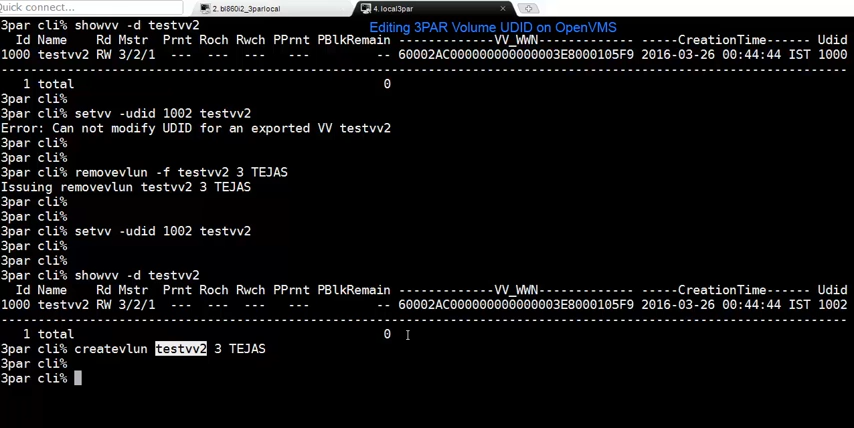 Quick connect...
2. bl860i2_3parlocal
4. local3par
3par cli% showvv -d testvv2
Editing 3PAR Volume UDID on OpenVMS
Id Name Rd Mstr Prnt Roch Rwch PPrnt PBlkRemain --------------VV_WWN------------- -----CreationTime------ Udid
1000 testvv2 RW 3/2/1 --- --- --- --- -- 60002AC000000000000003E8000105F9 2016-03-26 00:44:44 IST 1000
---------------------------------------------------------------------------------------------------------------
1 total 0
3par cli%
3par cli% setvv -udid 1002 testvv2
Error: Can not modify UDID for an exported VV testvv2
3par cli%
3par cli%
3par cli% removevlun -f testvv2 3 TEJAS
Issuing removevlun testvv2 3 TEJAS
3par cli%
3par cli%
3par cli% setvv -udid 1002 testvv2
3par cli%
3par cli%
3par cli% showvv -d testvv2
Id Name Rd Mstr Prnt Roch Rwch PPrnt PBlkRemain --------------VV_WWN------------- -----CreationTime------ Udid
1000 testvv2 RW 3/2/1 --- --- --- --- -- 60002AC000000000000003E8000105F9 2016-03-26 00:44:44 IST 1002
---------------------------------------------------------------------------------------------------------------
1 total 0
3par cli% createvlun testvv2 3 TEJAS
3par cli%
3par cli%